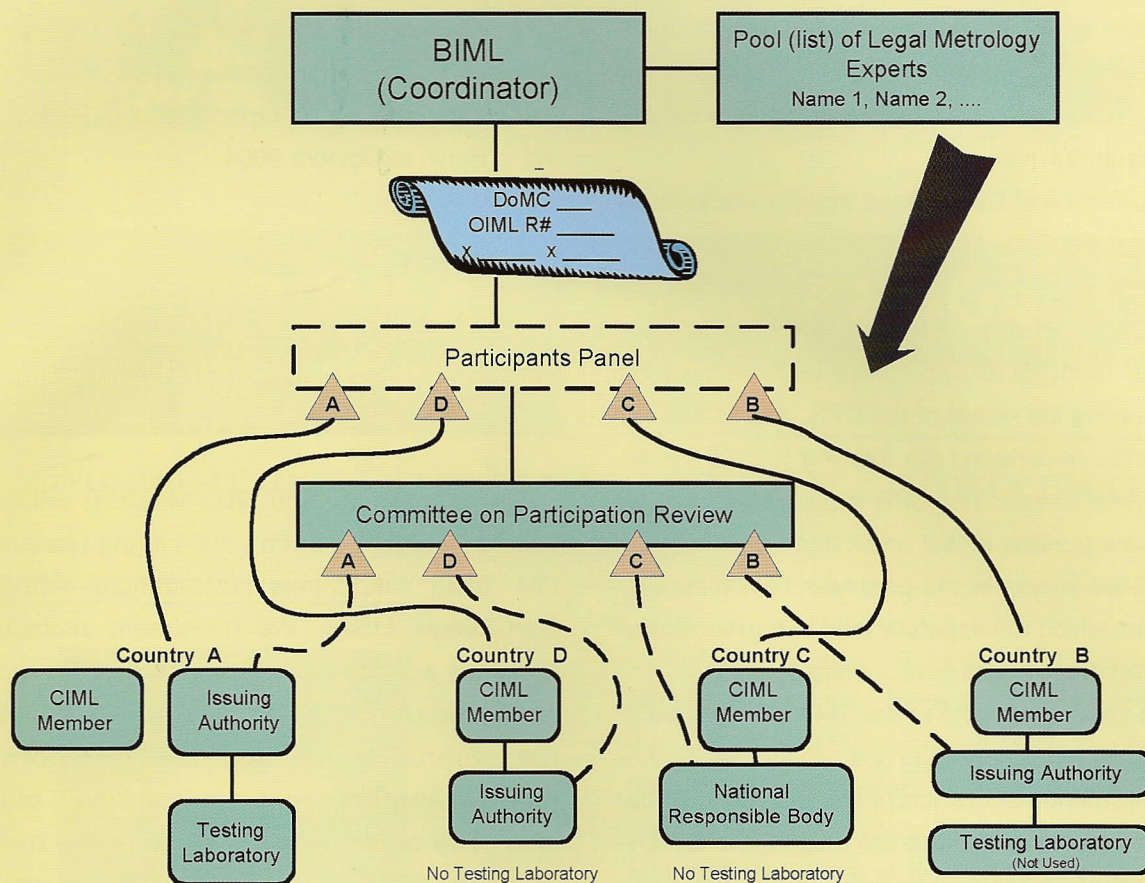 BIML
(Coordinator)
Pool (list) of Legal Metrology
Experts
Name 1, Name 2, ....
DoMC ___
OIML R# _____
x _____ x _____
Participants Panel
A D C B
Committee on Participation Review
A D C B
Country A
Country D
Country C
Country B
CIML
Member
Issuing
Authority
Testing
Laboratory
CIML
Member
Issuing
Authority
No Testing Laboratory
CIML
Member
National
Responsible Body
No Testing Laboratory
CIML
Member
Issuing Authority
Testing Laboratory
(Not Used)